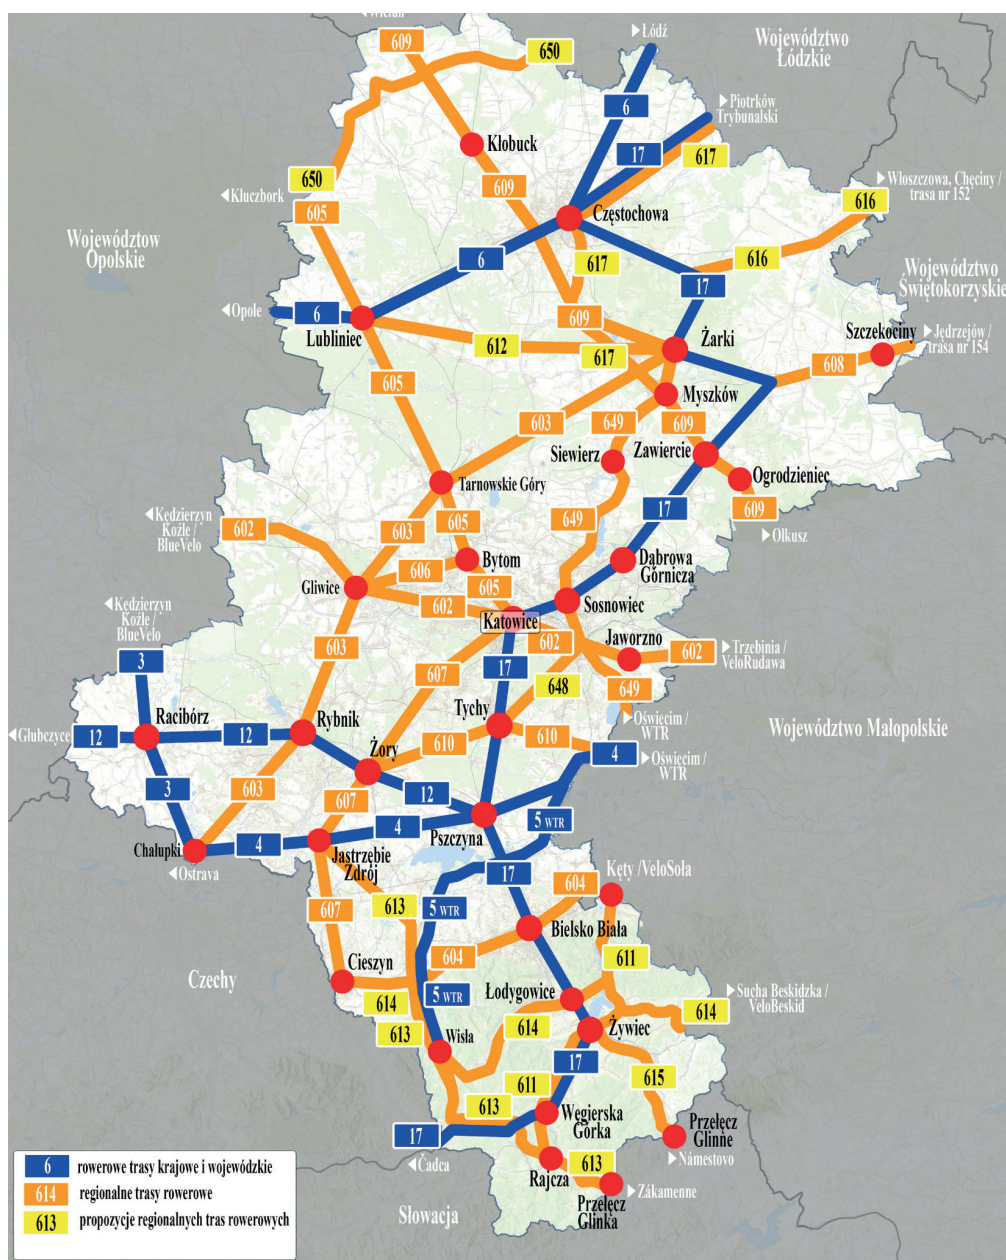 Wieluń
609
650
Łódź
Województwo
Łódzkie
6
Piotrków
Trybunalski
Kłobuck
17
617
609
650
Kluczbork
605
Włoszczowa, Chęciny /
trasa nr 152
616
Częstochowa
Wojewódżtow
Opolskie
6
617
616
17
Województwo
Świętokorzyskie
Opole
6
Lubliniec
609
Żarki
Szczekociny
Jędrzejów /
trasa nr 154
612
617
608
605
Myszków
603
649
609
Siewierz
Zawiercie
Ogrodzieniec
Tarnowskie Góry
17
609
Olkusz
Kędzierzyn
Koźle /
BlueVelo
602
603
605
649
Bytom
Dąbrowa
Górnicza
606
Gliwice
605
Sosnowiec
602
Katowice
Kędzierzyn
Koźle /
BlueVelo
602
Jaworzno
602
Trzebinia /
VeloRudawa
3
603
607
17
648
649
Racibórz
Rybnik
Tychy
Oświęcim /
WTR
Głubczyce
12
12
Żory
610
610
4
Oświęcim /
WTR
Województwo Małopolskie
3
603
607
12
4
5 WTR
Chałupki
4
Jastrzębie
Zdrój
Pszczyna
Ostrava
17
Kęty /VeloSoła
604
607
613
5 WTR
Bielsko Biała
604
611
Czechy
Cieszyn
5 WTR
614
Łodygowice
Sucha Beskidzka /
VeloBeskid
614
613
Wisła
614
Żywiec
17
611
615
613
Węgierska
Górka
Przełęcz
Glinne
17
Čadca
Námestovo
Rajcza
613
Zákamenne
Przełęcz
Glinka
Słowacja
6 rowerowe trasy krajowe i wojewódzkie
614 regionalne trasy rowerowe
613 propozycje regionalnych tras rowerowych